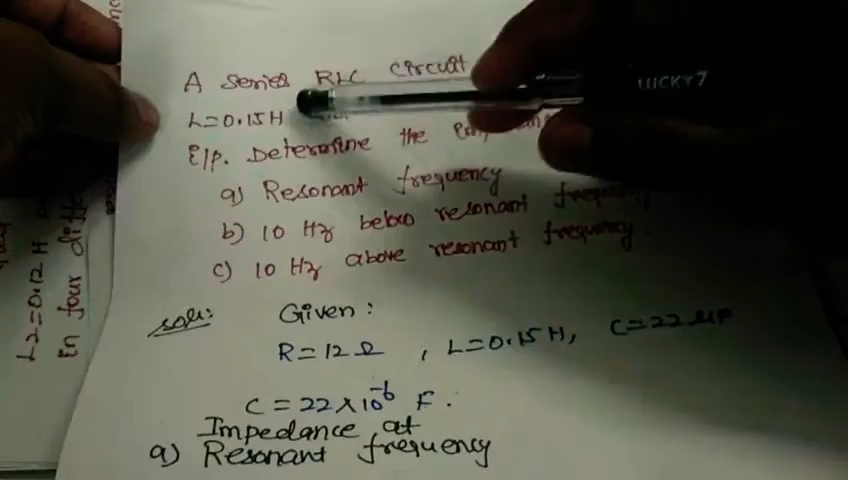 A series RLC circuit
L=0.15H
I/p. Determine the
a) Resonant frequency
b) 10 Hz below resonant frequency
c) 10 Hz above resonant frequency
Soln:
Given:
R=12Ω, L=0.15H, C=22μF
C=22×10⁻⁶ F.
Impedance at
a) Resonant frequency
LUCKY7
L2=0.12 H
in four